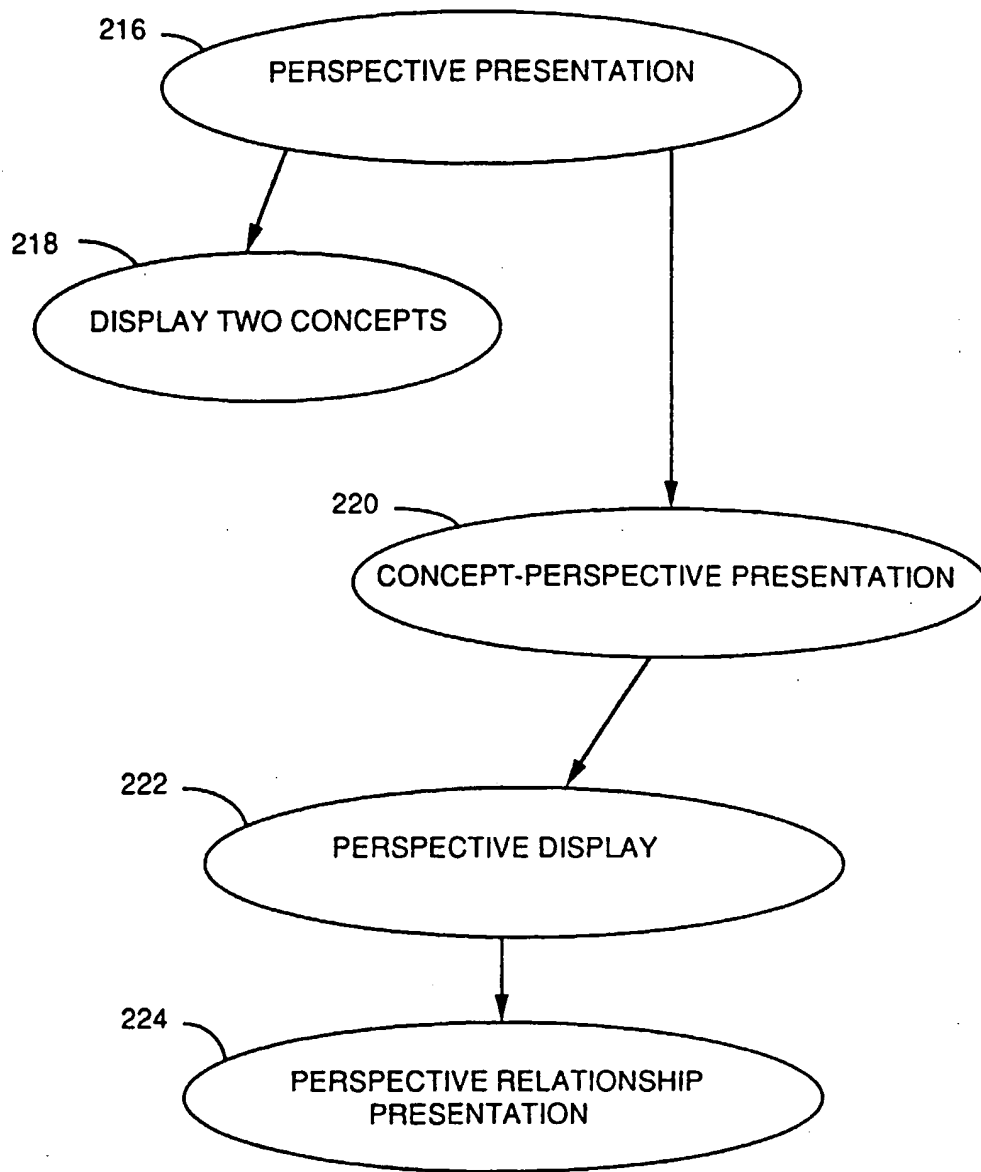 216
PERSPECTIVE PRESENTATION
218
DISPLAY TWO CONCEPTS
220
CONCEPT-PERSPECTIVE PRESENTATION
222
PERSPECTIVE DISPLAY
224
PERSPECTIVE RELATIONSHIP
PRESENTATION